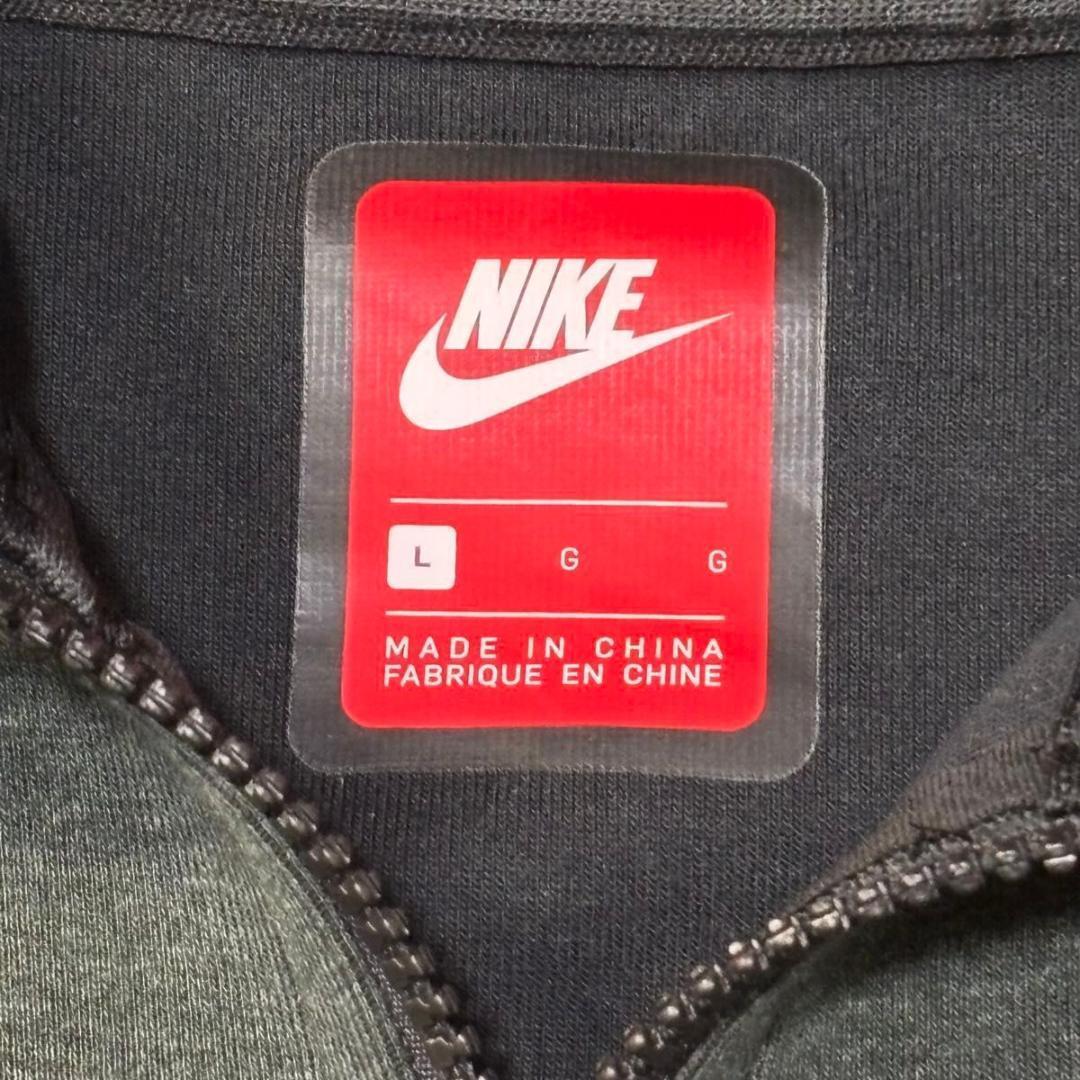 NIKE
L G G
MADE IN CHINA
FABRIQUE EN CHINE